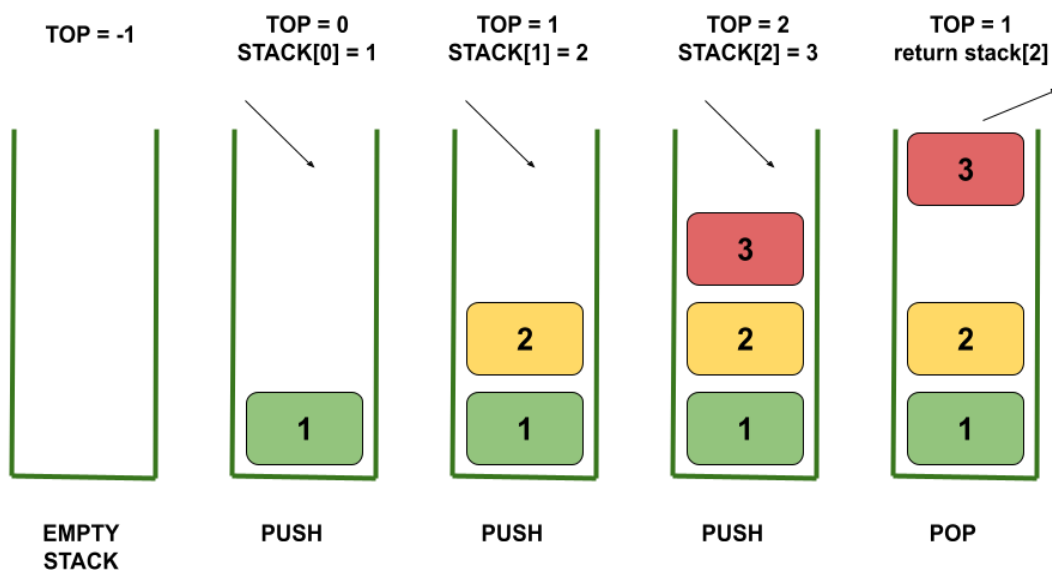 TOP = -1
TOP = 0
STACK[0] = 1
TOP = 1
STACK[1] = 2
TOP = 2
STACK[2] = 3
TOP = 1
return stack[2]
1
2
1
3
2
1
3
2
1
EMPTY
STACK
PUSH
PUSH
PUSH
POP